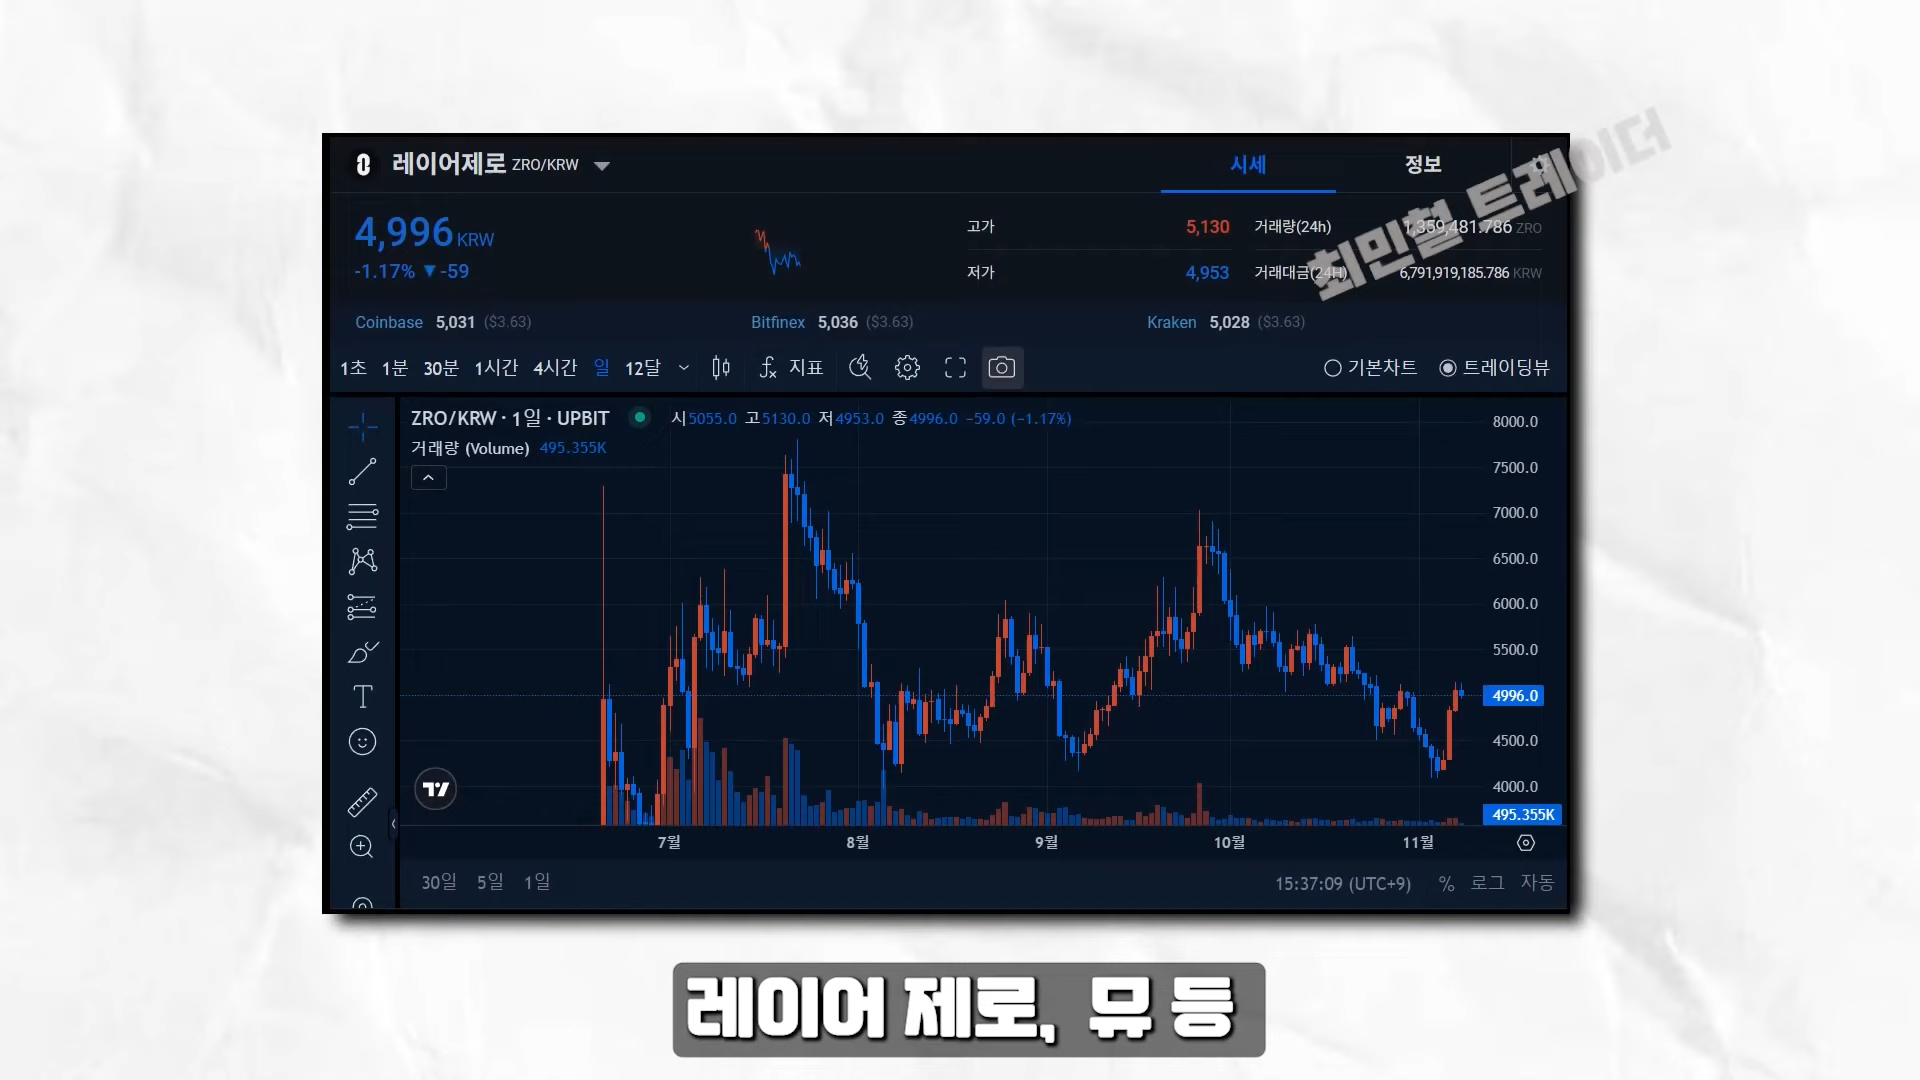 레이어제로 ZRO/KRW
시세 정보
최민철 트레이더
4,996 KRW
-1.17% ▼-59
고가 5,130
거래량(24h) 1,359,481.786 ZRO
저가 4,953
거래대금(24H) 6,791,919,185.786 KRW
Coinbase 5,031 ($3.63)
Bitfinex 5,036 ($3.63)
Kraken 5,028 ($3.63)
1초 1분 30분 1시간 4시간 일 12달 지표
기본차트 트레이딩뷰
ZRO/KRW · 1일 · UPBIT 시5055.0 고5130.0 저4953.0 종4996.0 −59.0 (−1.17%)
거래량 (Volume) 495.355K
8000.0
7500.0
7000.0
6500.0
6000.0
5500.0
4996.0
4500.0
4000.0
495.355K
7월 8월 9월 10월 11월
30일 5일 1일
15:37:09 (UTC+9) % 로그 자동
레이어 제로, 뮤 등